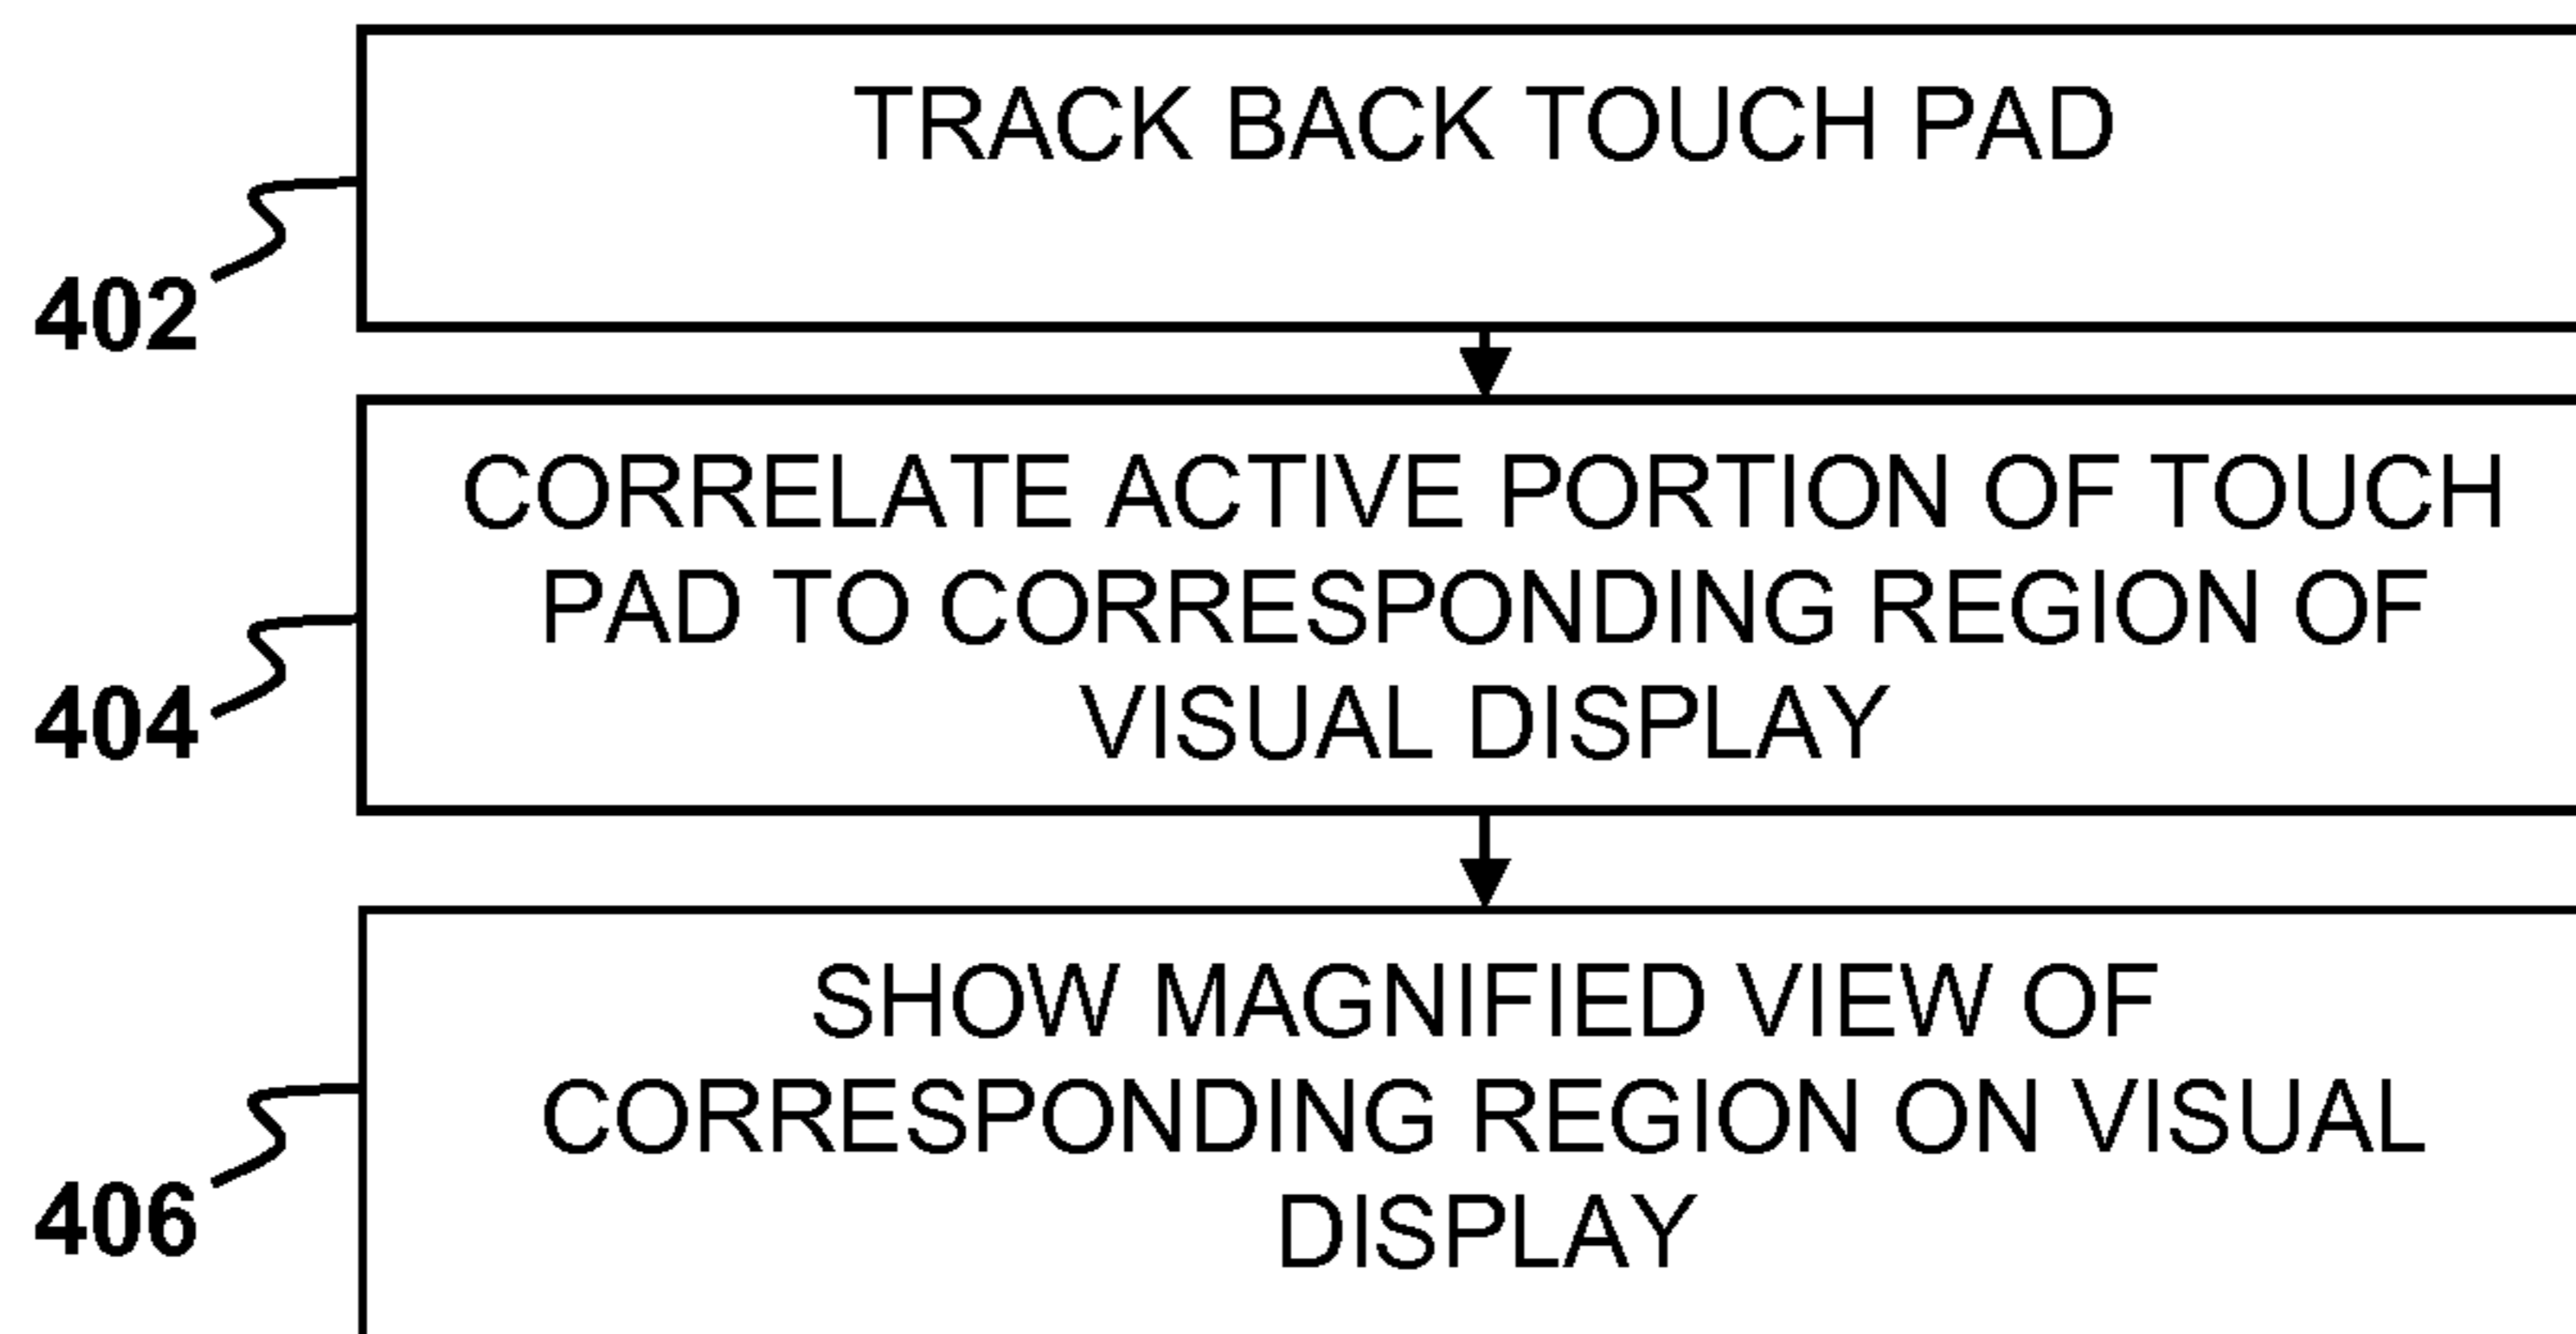 TRACK BACK TOUCH PAD
402
CORRELATE ACTIVE PORTION OF TOUCH
PAD TO CORRESPONDING REGION OF
VISUAL DISPLAY
404
SHOW MAGNIFIED VIEW OF
CORRESPONDING REGION ON VISUAL
DISPLAY
406